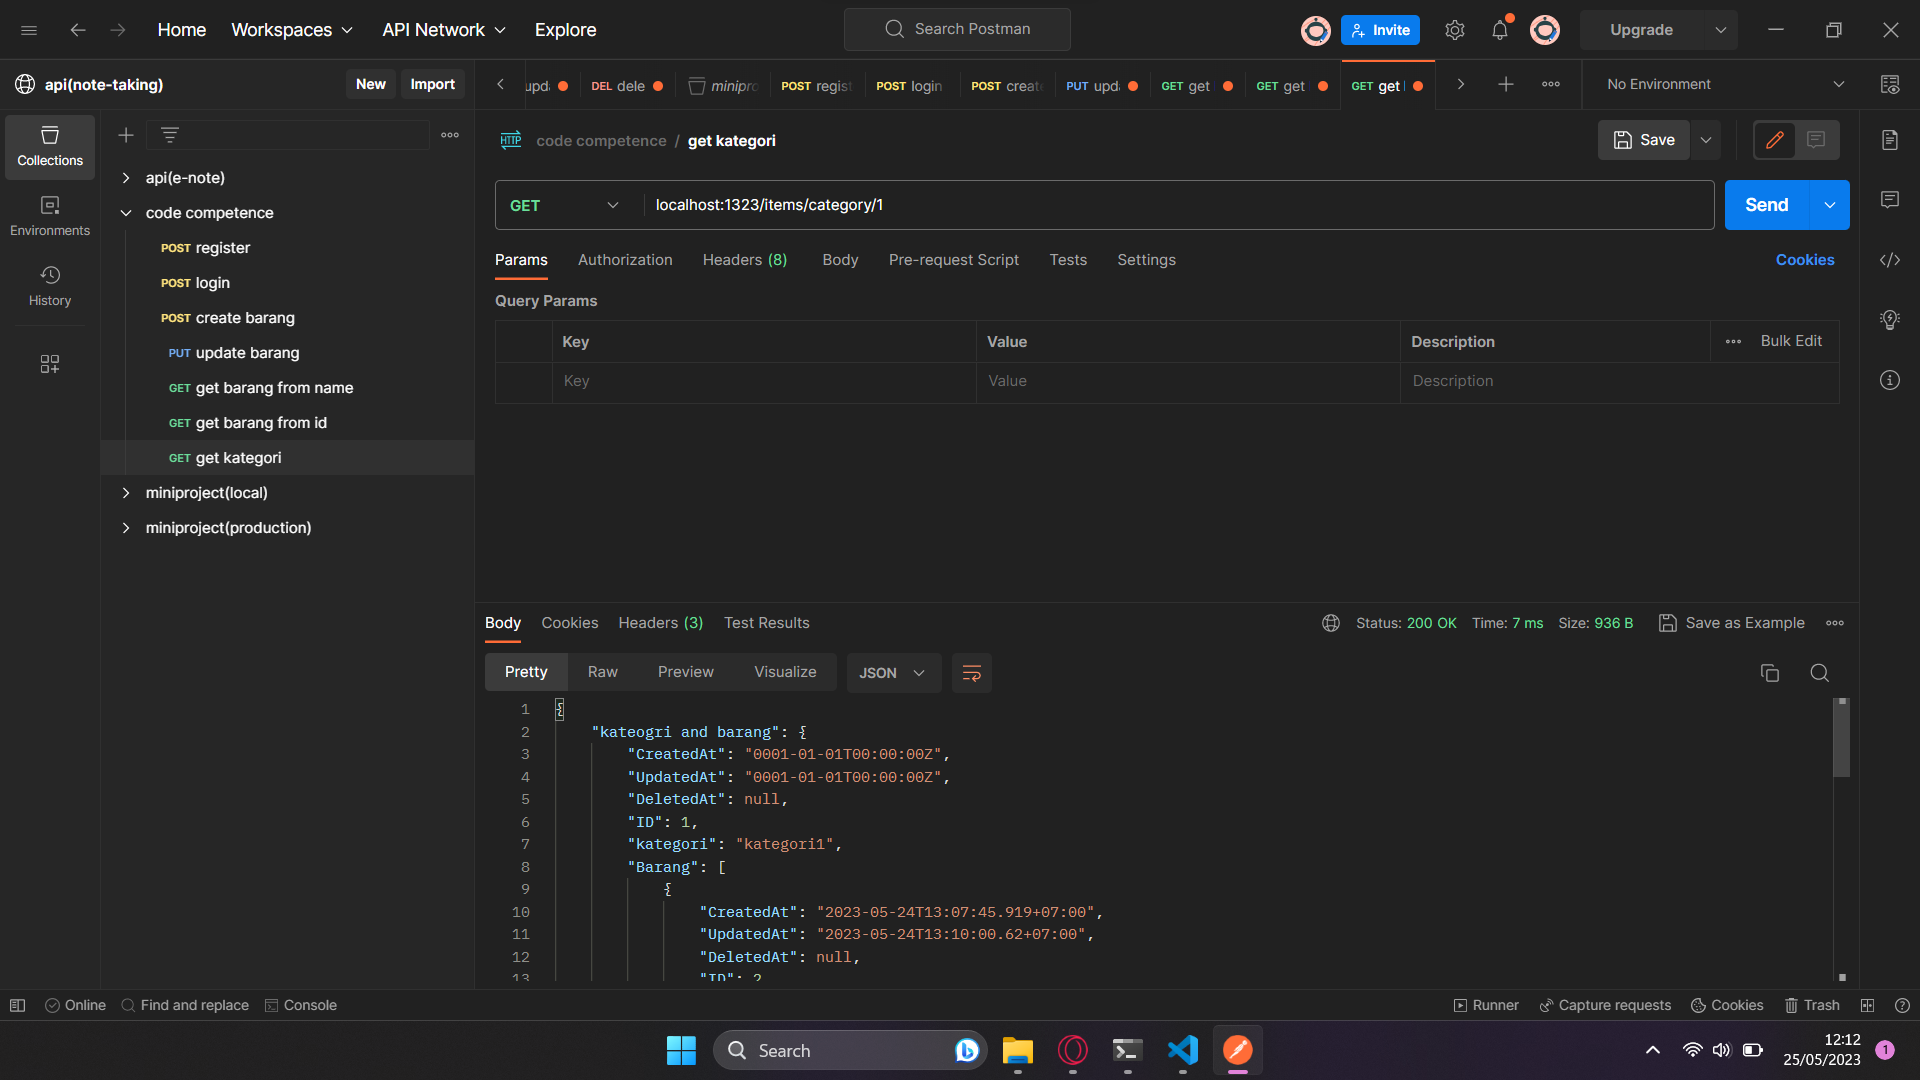 Home Workspaces API Network Explore Search Postman Invite Upgrade
api(note-taking) New Import
upda DEL dele minipro POST regist POST login POST create PUT upd GET get GET get GET get No Environment
Collections
Environments
History
api(e-note)
code competence
POST register
POST login
POST create barang
PUT update barang
GET get barang from name
GET get barang from id
GET get kategori
miniproject(local)
miniproject(production)
HTTP code competence / get kategori Save
GET localhost:1323/items/category/1 Send
Params Authorization Headers (8) Body Pre-request Script Tests Settings Cookies
Query Params
Key Value Description Bulk Edit
Key Value Description
Body Cookies Headers (3) Test Results Status: 200 OK Time: 7 ms Size: 936 B Save as Example
Pretty Raw Preview Visualize JSON
1 {
2 "kateogri and barang": {
3 "CreatedAt": "0001-01-01T00:00:00Z",
4 "UpdatedAt": "0001-01-01T00:00:00Z",
5 "DeletedAt": null,
6 "ID": 1,
7 "kategori": "kategori1",
8 "Barang": [
9 {
10 "CreatedAt": "2023-05-24T13:07:45.919+07:00",
11 "UpdatedAt": "2023-05-24T13:10:00.62+07:00",
12 "DeletedAt": null,
13 "ID": 2
Online Find and replace Console Runner Capture requests Cookies Trash
Search
12:12
25/05/2023
1